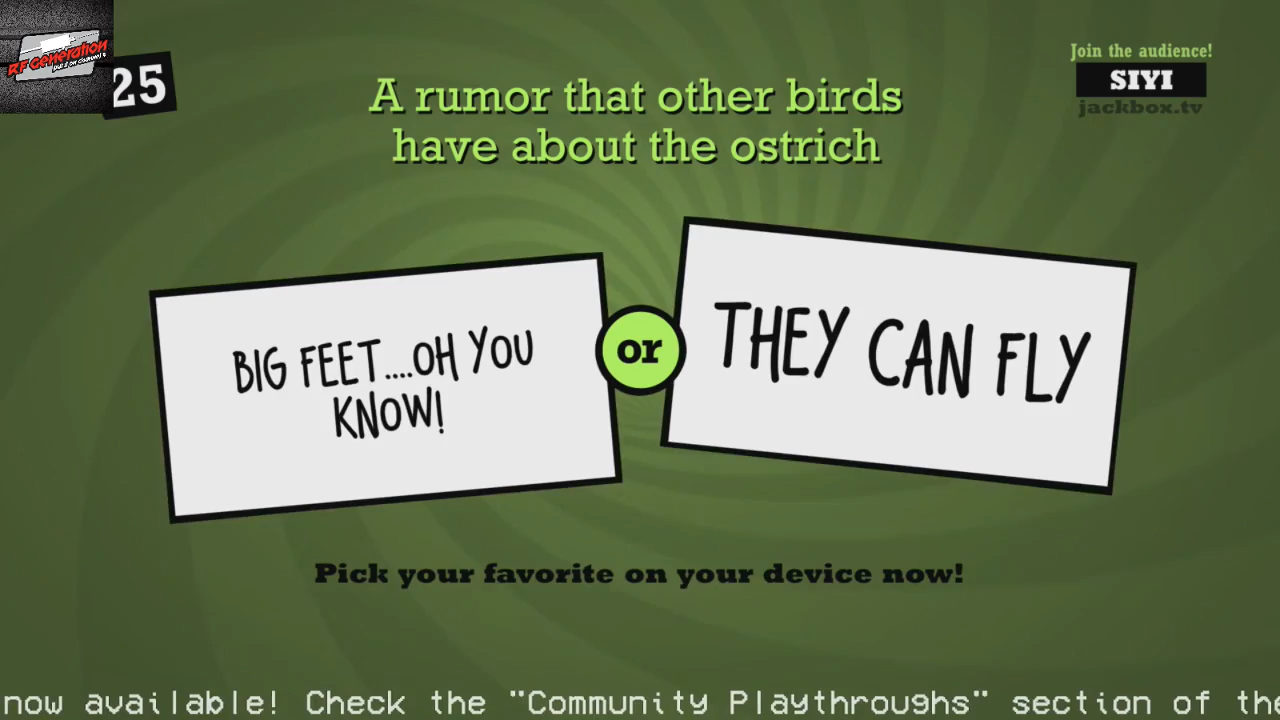 RF Generation
25
Join the audience!
SIYI
jackbox.tv
A rumor that other birds
have about the ostrich
BIG FEET....OH YOU
KNOW!
or
THEY CAN FLY
Pick your favorite on your device now!
now available! Check the "Community Playthroughs" section of the